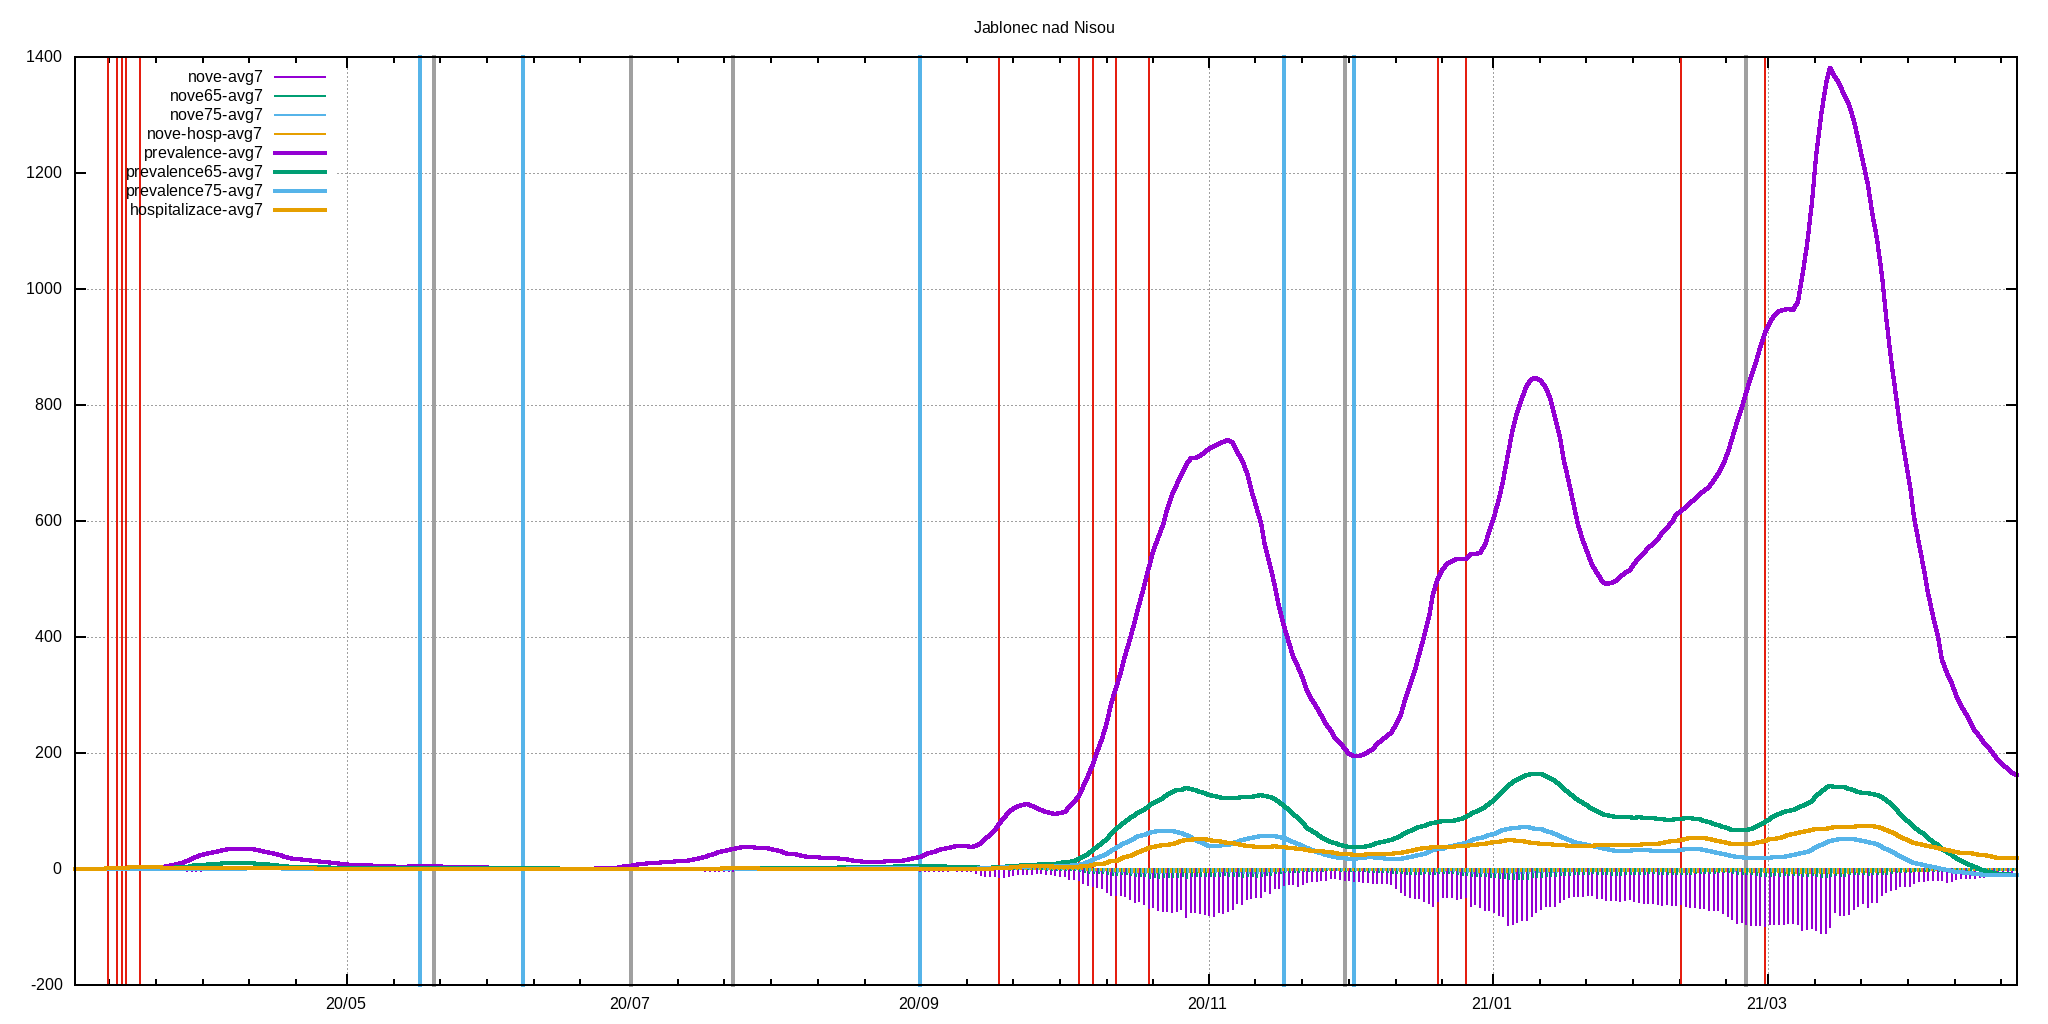 Jablonec nad Nisou
1400
1200
1000
800
600
400
200
0
-200
nove-avg7
nove65-avg7
nove75-avg7
nove-hosp-avg7
prevalence-avg7
prevalence65-avg7
prevalence75-avg7
hospitalizace-avg7
20/05 20/07 20/09 20/11 21/01 21/03